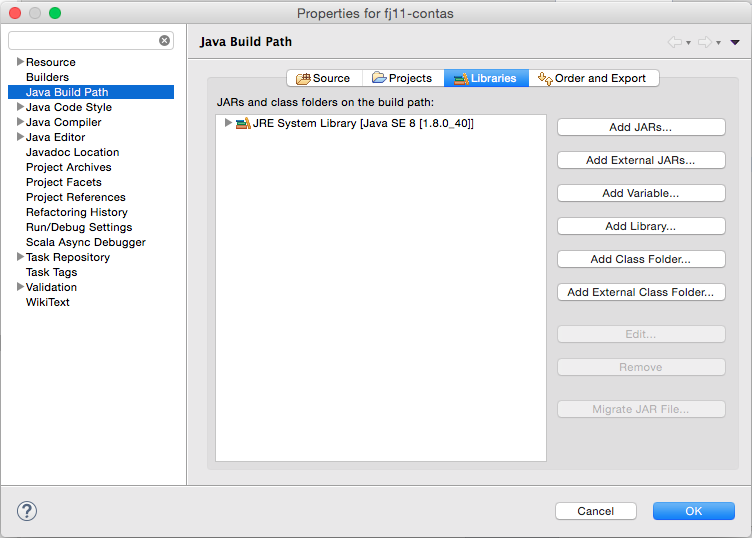 Properties for fj11-contas
Java Build Path
Resource
Builders
Java Build Path
Java Code Style
Java Compiler
Java Editor
Javadoc Location
Project Archives
Project Facets
Project References
Refactoring History
Run/Debug Settings
Scala Async Debugger
Task Repository
Task Tags
Validation
WikiText
Source
Projects
Libraries
Order and Export
JARs and class folders on the build path:
JRE System Library [Java SE 8 [1.8.0_40]]
Add JARs...
Add External JARs...
Add Variable...
Add Library...
Add Class Folder...
Add External Class Folder...
Edit...
Remove
Migrate JAR File...
?
Cancel
OK